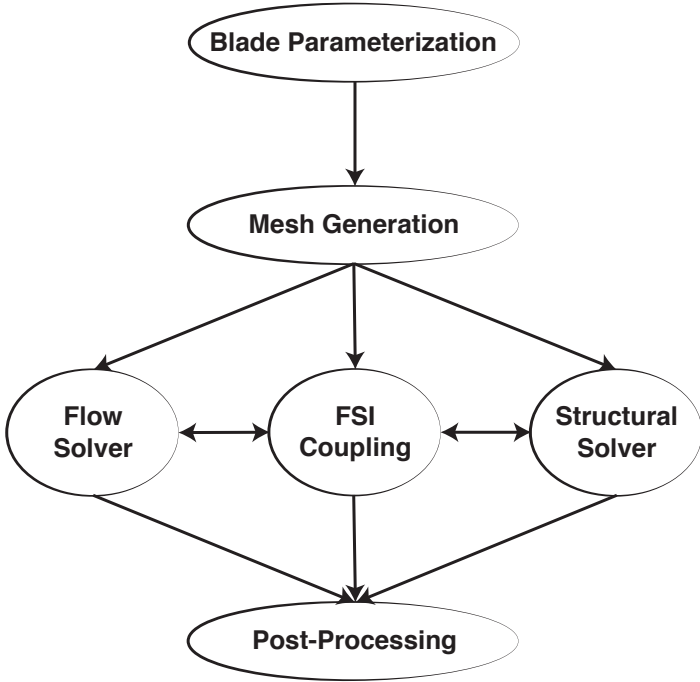 Blade Parameterization
Mesh Generation
Flow
Solver
FSI
Coupling
Structural
Solver
Post-Processing